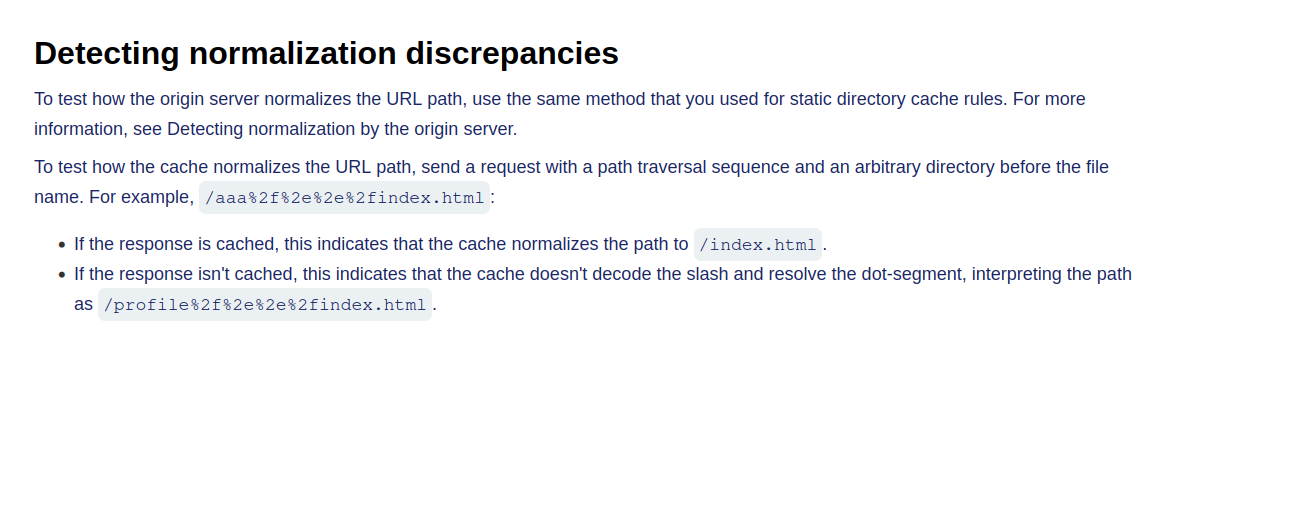 Detecting normalization discrepancies
To test how the origin server normalizes the URL path, use the same method that you used for static directory cache rules. For more
information, see Detecting normalization by the origin server.
To test how the cache normalizes the URL path, send a request with a path traversal sequence and an arbitrary directory before the file
name. For example, /aaa%2f%2e%2e%2findex.html:
If the response is cached, this indicates that the cache normalizes the path to /index.html.
If the response isn't cached, this indicates that the cache doesn't decode the slash and resolve the dot-segment, interpreting the path
as /profile%2f%2e%2e%2findex.html.